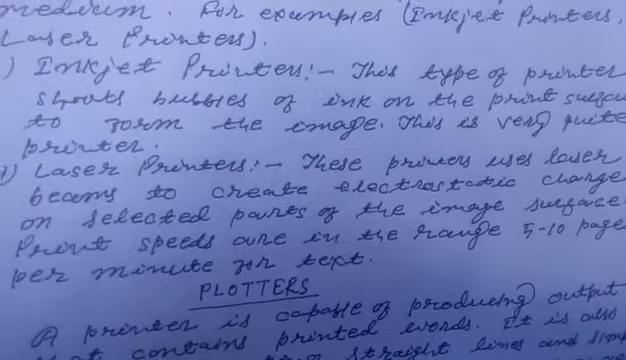 medium. For examples (Inkjet Printers,
Laser Printers).
) Inkjet Printers:- This type of printer
shoots bubbles of ink on the print surfac
to form the image. This is very quite
printer.
) Laser Printers:- These printers uses laser
beams to create electrostatic charge
on selected parts of the image surface.
Print speeds are in the range 5-10 page
per minute for text.
PLOTTERS
A printer is capable of producing output
that contains printed words. It is also
straight lines and sim